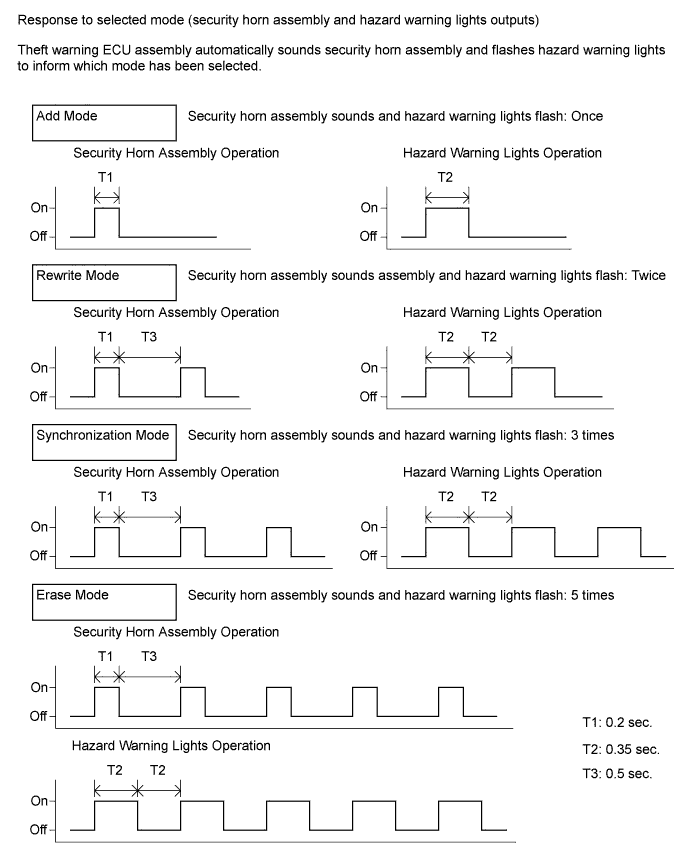 Response to selected mode (security horn assembly and hazard warning lights outputs)
Theft warning ECU assembly automatically sounds security horn assembly and flashes hazard warning lights
to inform which mode has been selected.
Add Mode
Security horn assembly sounds and hazard warning lights flash: Once
Security Horn Assembly Operation
Hazard Warning Lights Operation
T1
T2
On
Off
On
Off
Rewrite Mode
Security horn assembly sounds assembly and hazard warning lights flash: Twice
Security Horn Assembly Operation
Hazard Warning Lights Operation
T1 T3
T2 T2
On
Off
On
Off
Synchronization Mode
Security horn assembly sounds and hazard warning lights flash: 3 times
Security Horn Assembly Operation
Hazard Warning Lights Operation
T1 T3
T2 T2
On
Off
On
Off
Erase Mode
Security horn assembly sounds and hazard warning lights flash: 5 times
Security Horn Assembly Operation
T1 T3
On
Off
Hazard Warning Lights Operation
T2 T2
On
Off
T1: 0.2 sec.
T2: 0.35 sec.
T3: 0.5 sec.